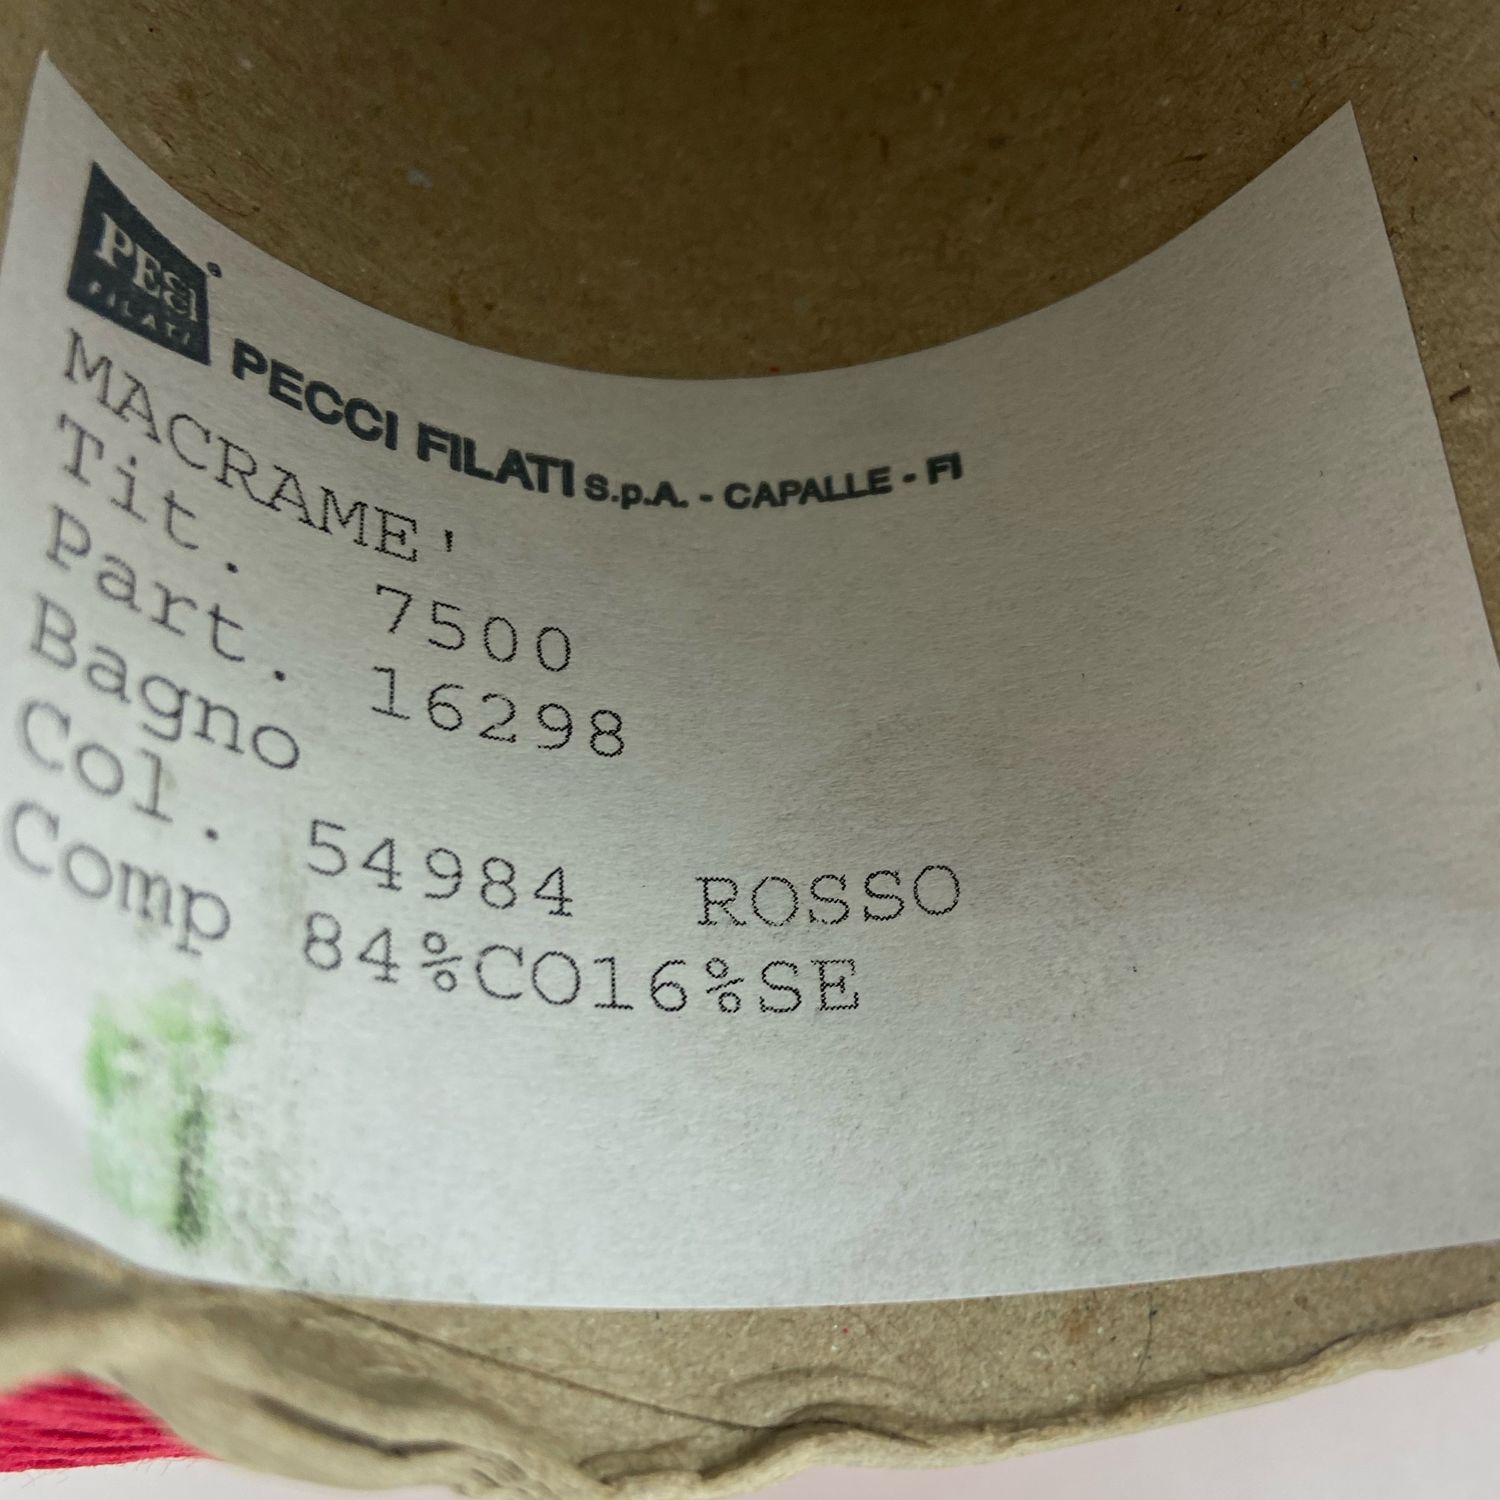 PECCI
FILATI
PECCI FILATI S.p.A. - CAPALLE - FI
MACRAME'
Tit. 7500
Part. 16298
Bagno
Col. 54984 ROSSO
Comp 84%CO16%SE